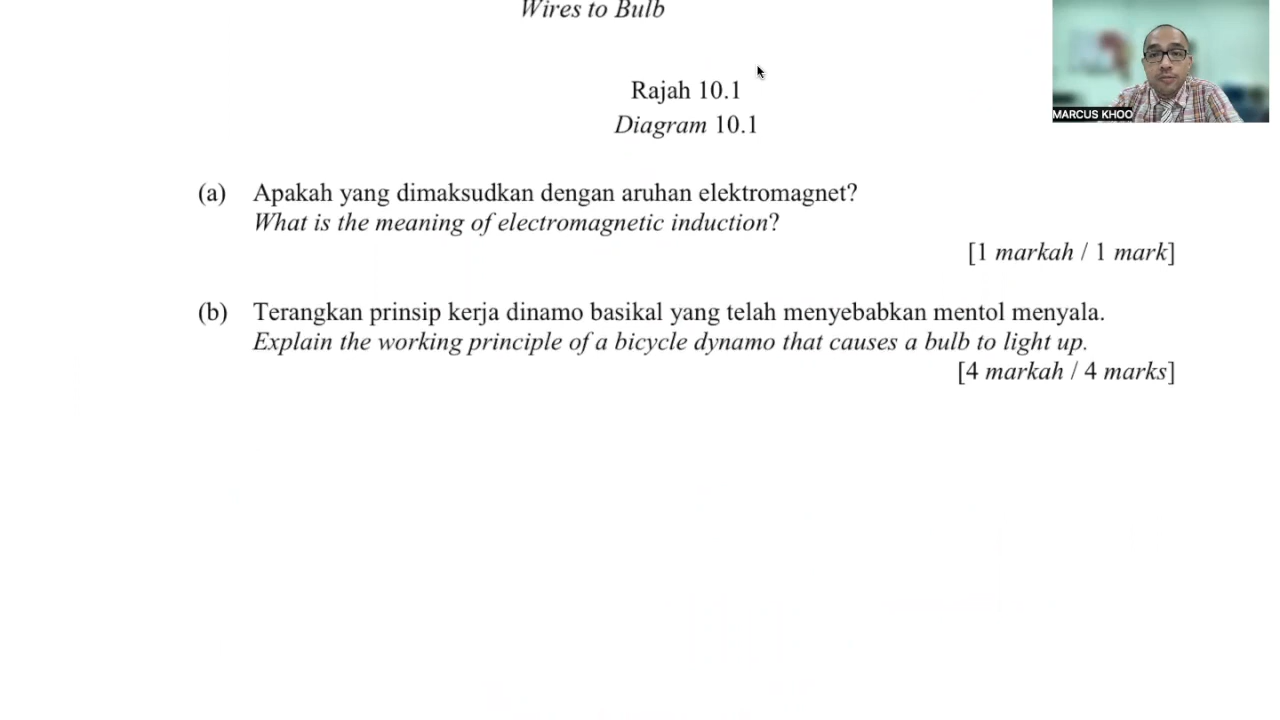 Wires to Bulb
Rajah 10.1
Diagram 10.1
MARCUS KHOO
(a) Apakah yang dimaksudkan dengan aruhan elektromagnet?
What is the meaning of electromagnetic induction?
[1 markah / 1 mark]
(b) Terangkan prinsip kerja dinamo basikal yang telah menyebabkan mentol menyala.
Explain the working principle of a bicycle dynamo that causes a bulb to light up.
[4 markah / 4 marks]